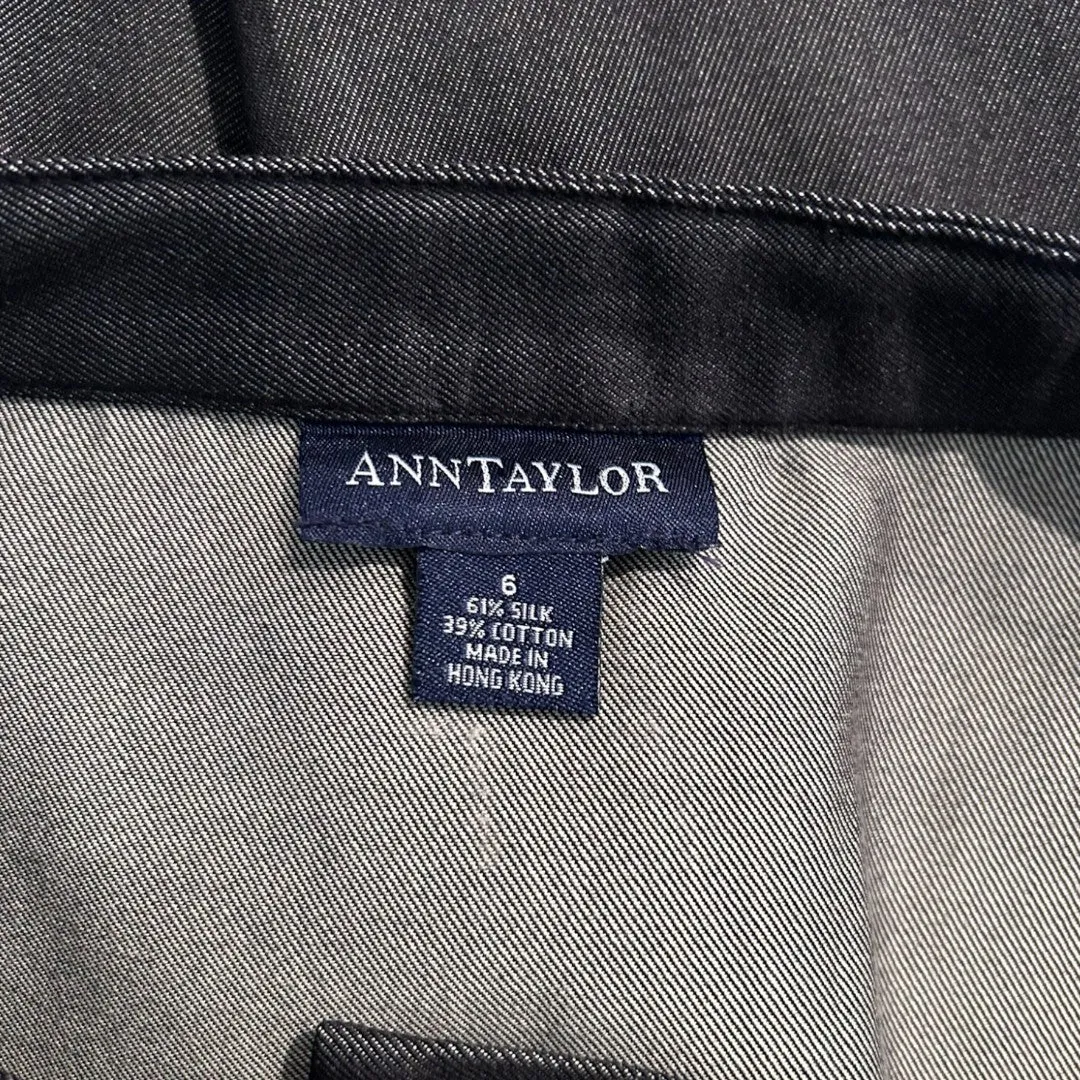 ANNTAYLOR
6
61% SILK
39% COTTON
MADE IN
HONG KONG